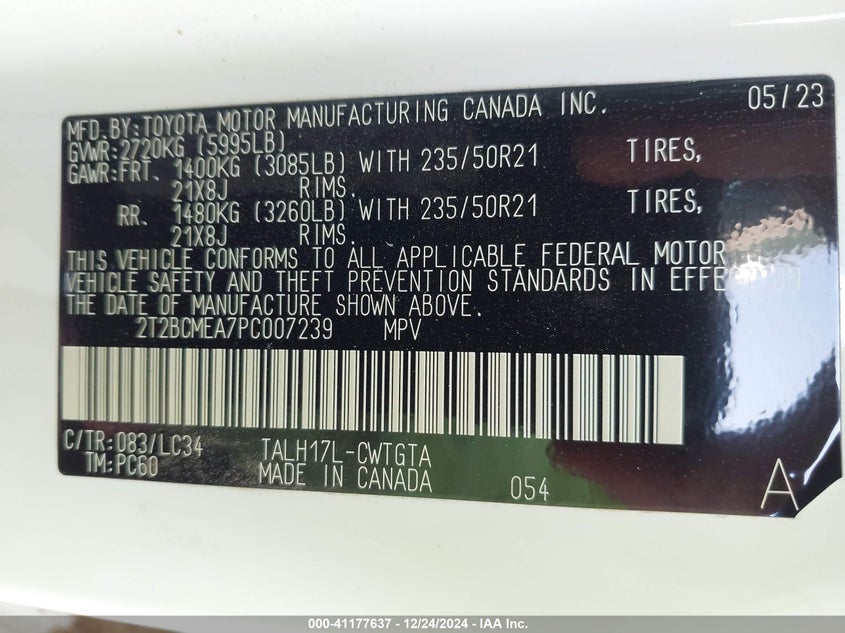 MFD.BY:TOYOTA MOTOR MANUFACTURING CANADA INC. 05/23
GVWR:2720KG (5995LB)
GAWR:FRT. 1400KG (3085LB) WITH 235/50R21 TIRES,
21X8J RIMS.
RR. 1480KG (3260LB) WITH 235/50R21 TIRES,
21X8J RIMS.
THIS VEHICLE CONFORMS TO ALL APPLICABLE FEDERAL MOTOR
VEHICLE SAFETY AND THEFT PREVENTION STANDARDS IN EFFECT ON
THE DATE OF MANUFACTURE SHOWN ABOVE.
2T2BCMEA7PC007239 MPV
C/TR:083/LC34 TALH17L-CWTGTA
TM:PC60 MADE IN CANADA 054
A
000-41177637 - 12/24/2024 - IAA Inc.